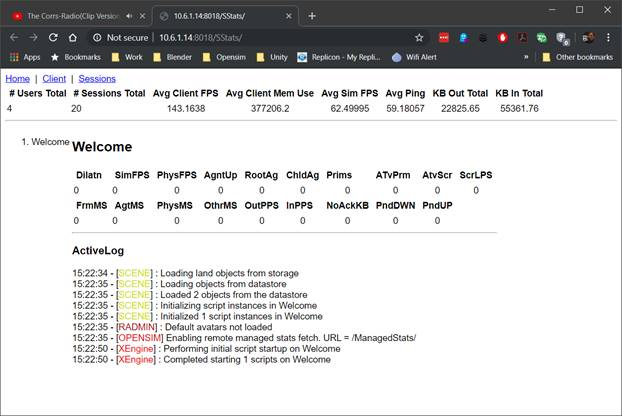 The Corrs-Radio(Clip Version
10.6.1.14:8018/SStats/
Not secure | 10.6.1.14:8018/SStats/
Apps Bookmarks Work Blender Opensim Unity Replicon - My Repli... Wifi Alert » Other bookmarks
Home | Client | Sessions
# Users Total # Sessions Total Avg Client FPS Avg Client Mem Use Avg Sim FPS Avg Ping KB Out Total KB In Total
4 20 143.1638 377206.2 62.49995 59.18057 22825.65 55361.76
1. Welcome
Welcome
Dilatn SimFPS PhysFPS AgntUp RootAg ChldAg Prims ATvPrm AtvScr ScrLPS
0 0 0 0 0 0 0 0 0 0
FrmMS AgtMS PhysMS OthrMS OutPPS InPPS NoAckKB PndDWN PndUP
0 0 0 0 0 0 0 0 0
ActiveLog
15:22:34 - [SCENE] : Loading land objects from storage
15:22:35 - [SCENE] : Loading objects from datastore
15:22:35 - [SCENE] : Loaded 2 objects from the datastore
15:22:35 - [SCENE] : Initializing script instances in Welcome
15:22:35 - [SCENE] : Initialized 1 script instances in Welcome
15:22:35 - [RADMIN] : Default avatars not loaded
15:22:35 - [OPENSIM] Enabling remote managed stats fetch. URL = /ManagedStats/
15:22:50 - [XEngine] : Performing initial script startup on Welcome
15:22:50 - [XEngine] : Completed starting 1 scripts on Welcome